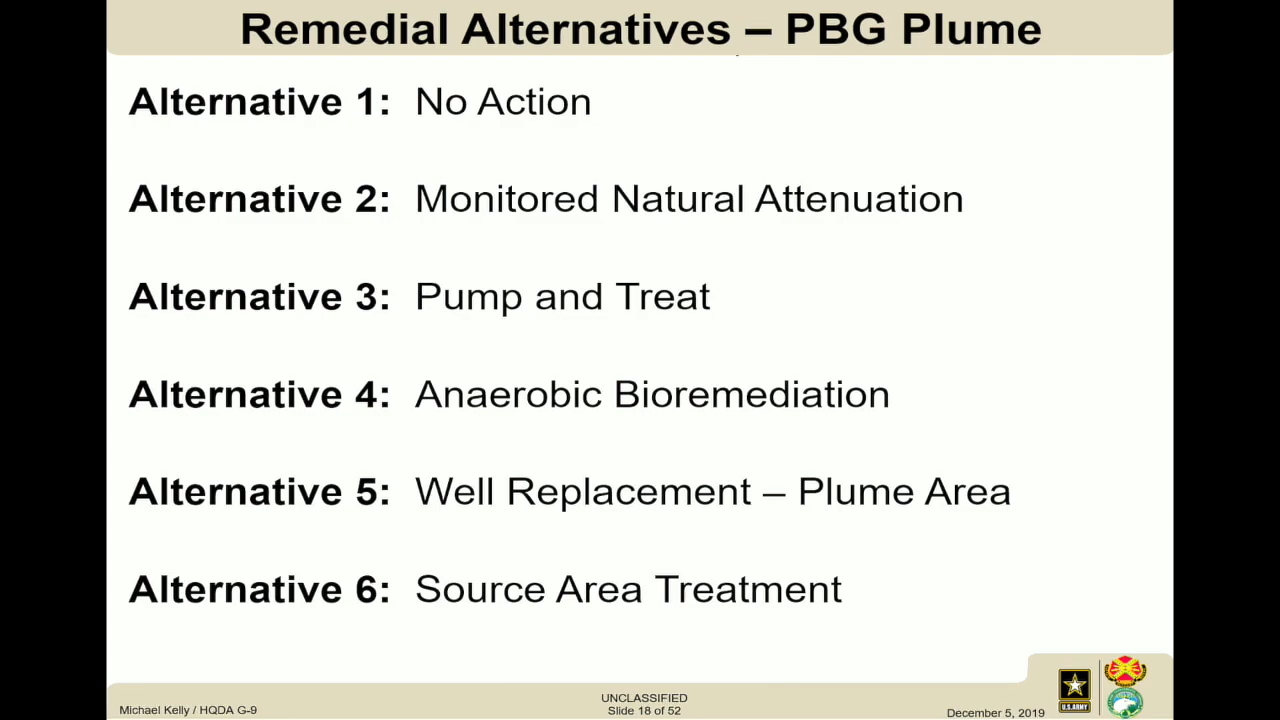 Remedial Alternatives – PBG Plume
Alternative 1: No Action
Alternative 2: Monitored Natural Attenuation
Alternative 3: Pump and Treat
Alternative 4: Anaerobic Bioremediation
Alternative 5: Well Replacement – Plume Area
Alternative 6: Source Area Treatment
Michael Kelly / HQDA G-9
UNCLASSIFIED
Slide 18 of 52
December 5, 2019
U.S.ARMY